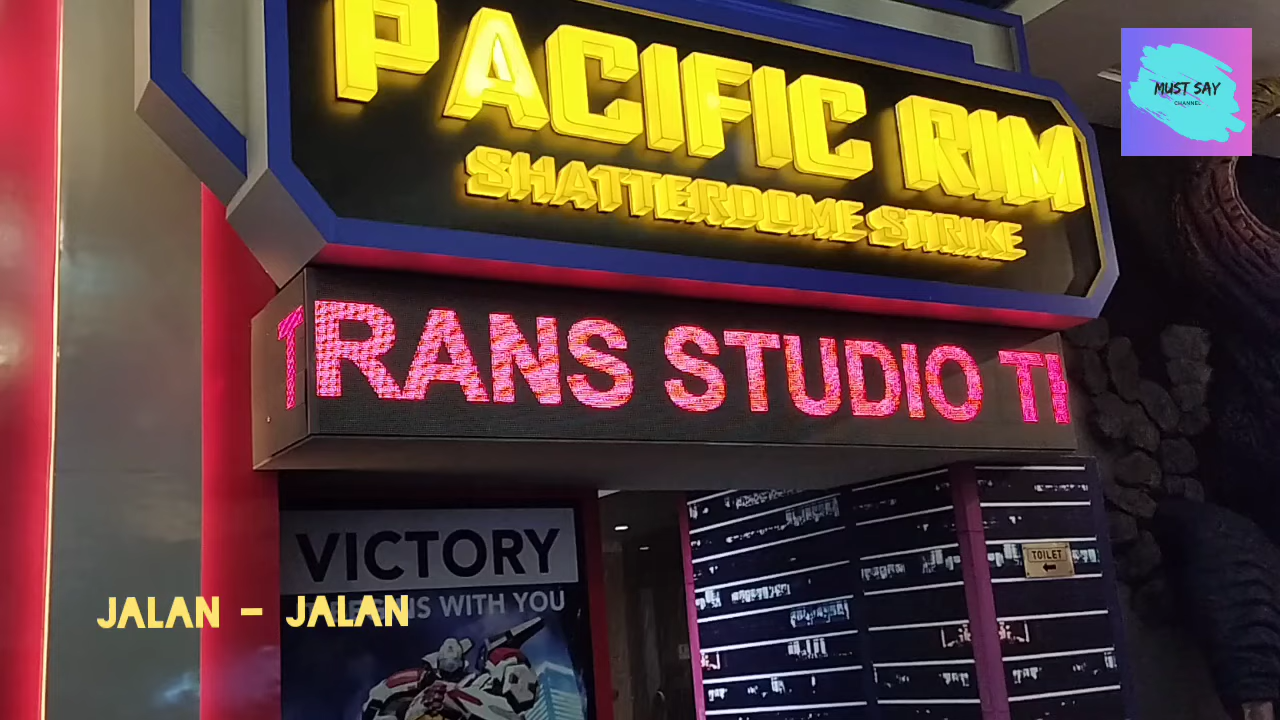 PACIFIC RIM
SHATTERDOME STRIKE
MUST SAY
CHANNEL
TRANS STUDIO
TOILET
VICTORY
WITH YOU
JALAN - JALAN